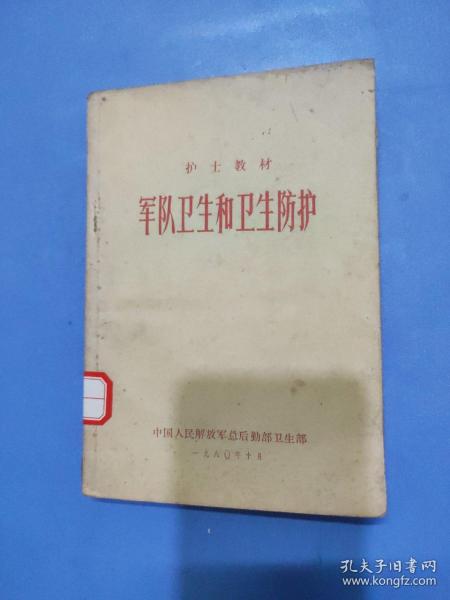 护士教材
军队卫生和卫生防护
中国人民解放军总后勤部卫生部
一九八〇年十月
孔夫子旧书网
www.kongfz.com